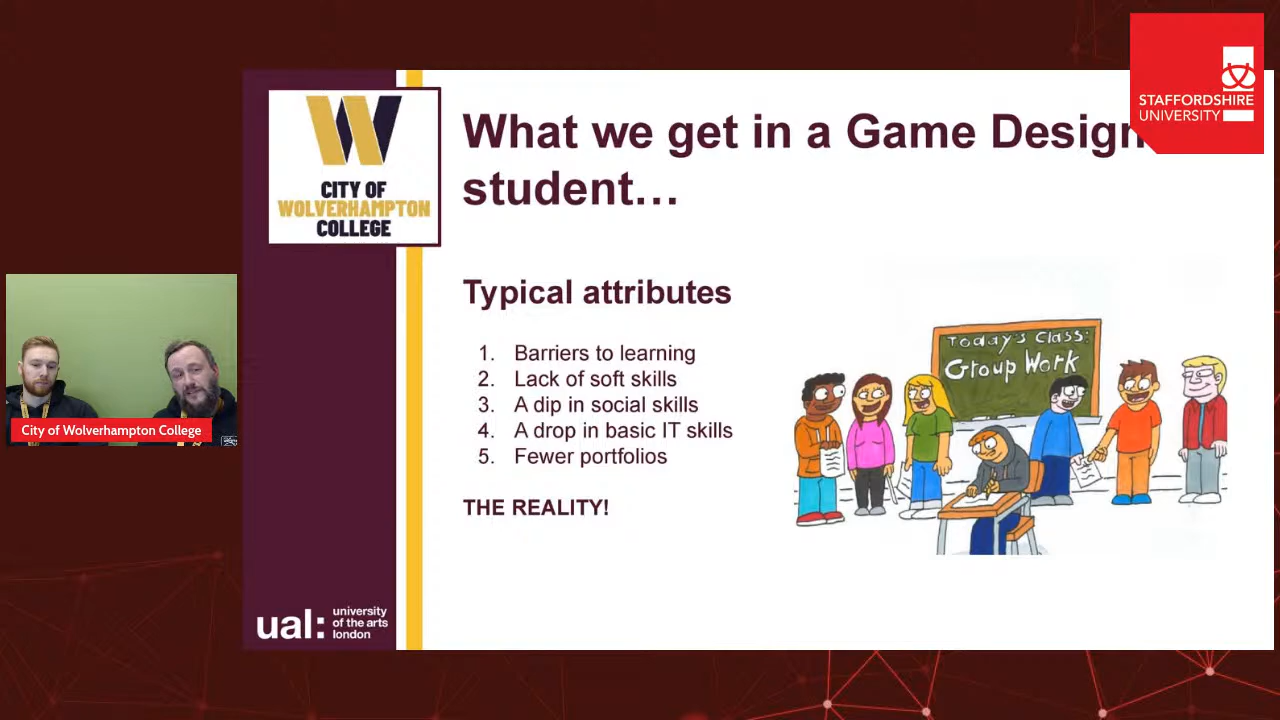 STAFFORDSHIRE
UNIVERSITY
CITY OF
WOLVERHAMPTON
COLLEGE
What we get in a Game Design
student...
Typical attributes
1. Barriers to learning
2. Lack of soft skills
3. A dip in social skills
4. A drop in basic IT skills
5. Fewer portfolios
THE REALITY!
Today's Class:
Group Work
City of Wolverhampton College
ual:
university
of the arts
london